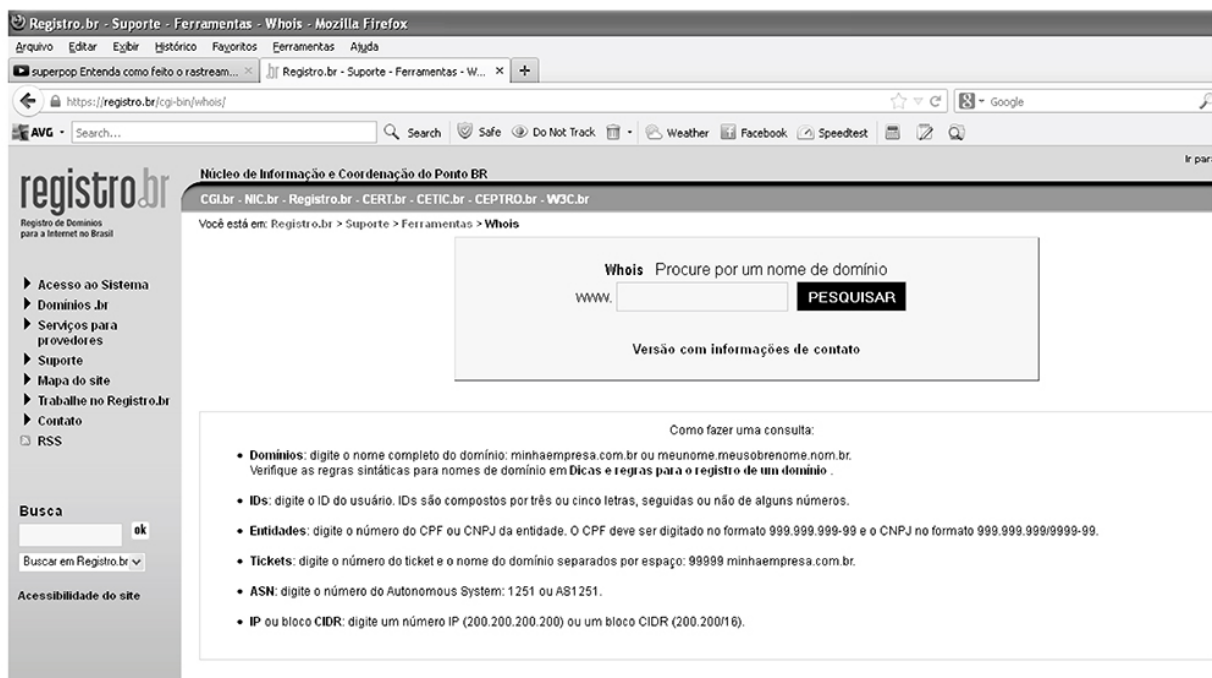 Registro.br - Suporte - Ferramentas - Whois - Mozilla Firefox
Arquivo Editar Exibir Histórico Favoritos Ferramentas Ajuda
superpop Entenda como feito o rastream... Registro.br - Suporte - Ferramentas - W...
https://registro.br/cgi-bin/whois/ Google
AVG Search... Search Safe Do Not Track Weather Facebook Speedtest
Ir para
registro.br
Registro de Domínios
para a Internet no Brasil
Núcleo de Informação e Coordenação do Ponto BR
CGI.br - NIC.br - Registro.br - CERT.br - CETIC.br - CEPTRO.br - W3C.br
Você está em: Registro.br > Suporte > Ferramentas > Whois
Acesso ao Sistema
Domínios .br
Serviços para
provedores
Suporte
Mapa do site
Trabalhe no Registro.br
Contato
RSS
Busca
ok
Buscar em Registro.br
Acessibilidade do site
Whois Procure por um nome de domínio
www. PESQUISAR
Versão com informações de contato
Como fazer uma consulta:
• Domínios: digite o nome completo do domínio: minhaempresa.com.br ou meunome.meusobrenome.nom.br.
Verifique as regras sintáticas para nomes de domínio em Dicas e regras para o registro de um domínio .
• IDs: digite o ID do usuário. IDs são compostos por três ou cinco letras, seguidas ou não de alguns números.
• Entidades: digite o número do CPF ou CNPJ da entidade. O CPF deve ser digitado no formato 999.999.999-99 e o CNPJ no formato 999.999.999/9999-99.
• Tickets: digite o número do ticket e o nome do domínio separados por espaço: 99999 minhaempresa.com.br.
• ASN: digite o número do Autonomous System: 1251 ou AS1251.
• IP ou bloco CIDR: digite um número IP (200.200.200.200) ou um bloco CIDR (200.200/16).